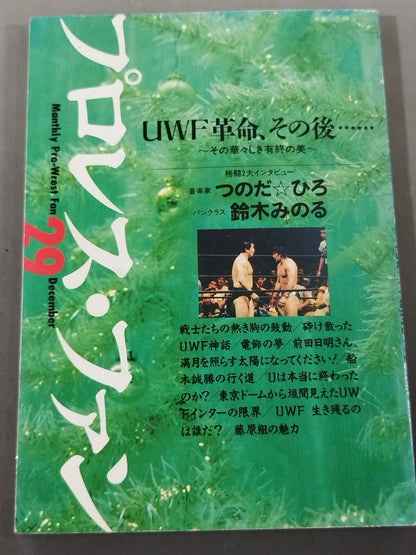 プロレス・ファン
Monthly Pro-Wrest Fan 29 December
UWF革命、その後……
～その華々しき有終の美～
格闘2大インタビュー
音楽家 つのだ☆ひろ
パンクラス 鈴木みのる
戦士たちの熱き胸の鼓動/砕け散った
UWF神話/電飾の夢/前田日明さん、
満月を照らす太陽になってください!/船
木誠勝の行く道/Uは本当に終わった
のか?/東京ドームから垣間見えたUW
Fインターの限界/UWF 生き残るの
は誰だ?/藤原組の魅力